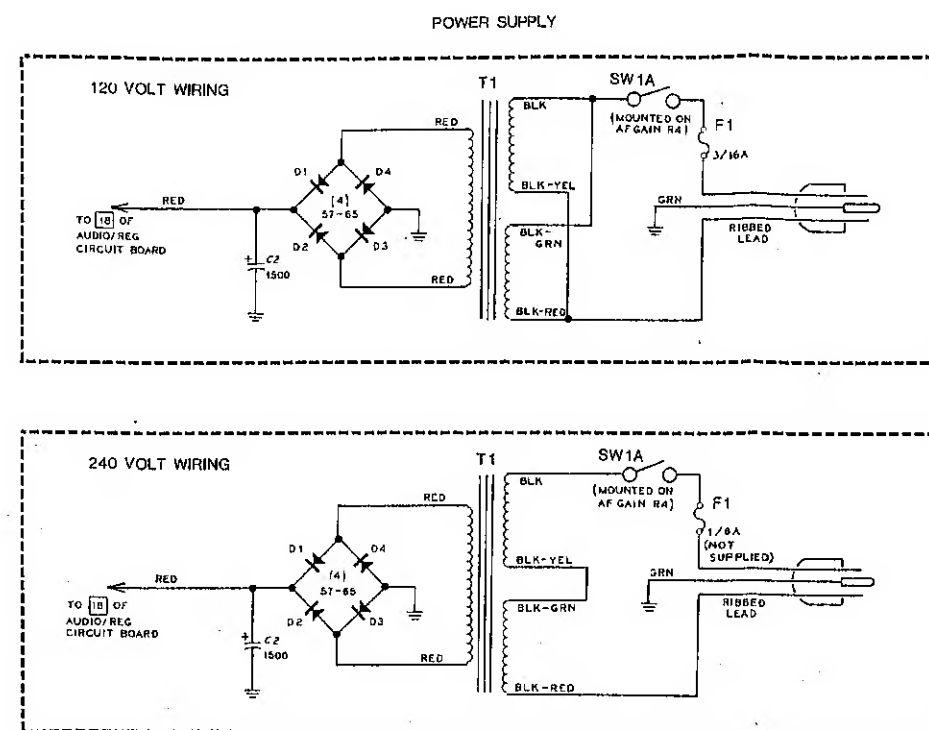 POWER SUPPLY
120 VOLT WIRING
T1
SW1A
(MOUNTED ON
AF GAIN R4)
F1
3/16A
RED
BLK
BLK-YEL
BLK-
GRN
BLK-RED
D1
D4
(4)
57-65
D2
D3
RED
TO 18 OF
AUDIO/REG
CIRCUIT BOARD
+
C2
1500
RED
GRN
RIBBED
LEAD
240 VOLT WIRING
T1
SW1A
(MOUNTED ON
AF GAIN R4)
F1
1/8A
(NOT
SUPPLIED)
RED
BLK
BLK-YEL
BLK-GRN
BLK-RED
D1
D4
(4)
57-65
D2
D3
RED
TO 18 OF
AUDIO/REG
CIRCUIT BOARD
+
C2
1500
RED
GRN
RIBBED
LEAD